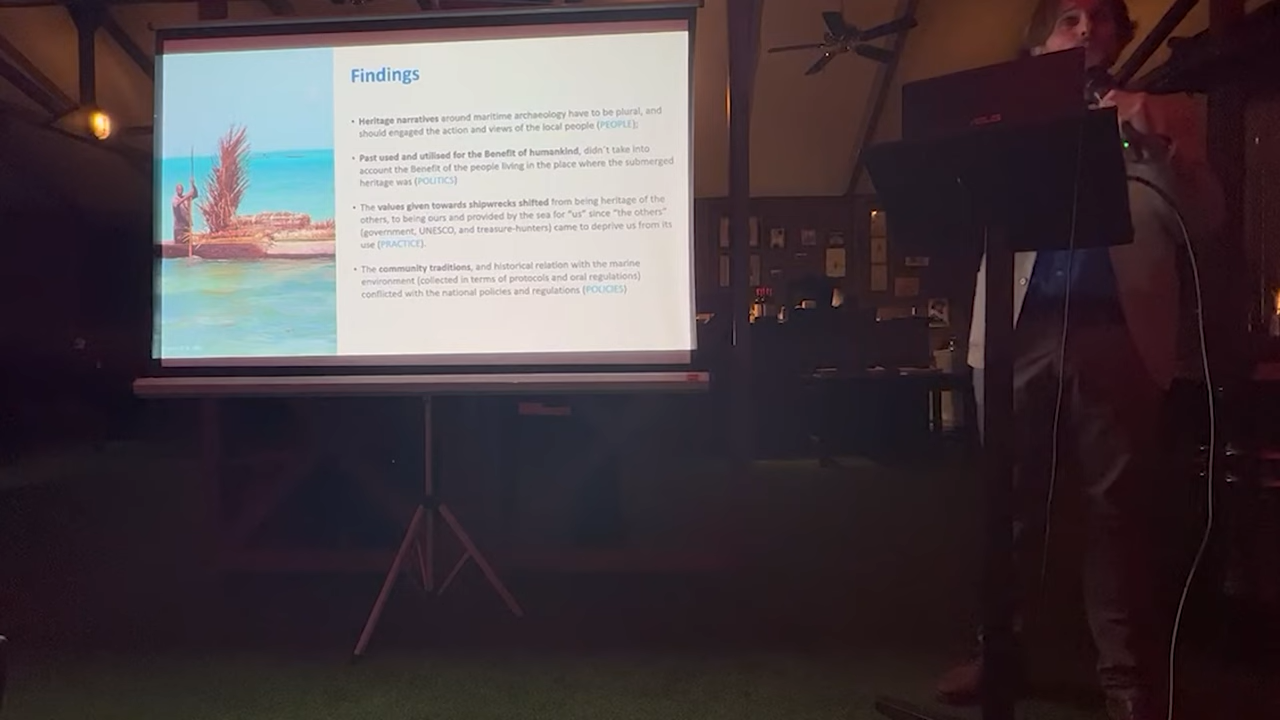 Findings
• Heritage narratives around maritime archaeology have to be plural, and
should engaged the action and views of the local people (PEOPLE);
• Past used and utilised for the Benefit of humankind, didn´t take into
account the Benefit of the people living in the place where the submerged
heritage was (POLITICS)
• The values given towards shipwrecks shifted from being heritage of the
others, to being ours and provided by the sea for "us" since "the others"
(government, UNESCO, and treasure-hunters) came to deprive us from its
use (PRACTICE).
• The community traditions, and historical relation with the marine
environment (collected in terms of protocols and oral regulations)
conflicted with the national policies and regulations (POLICIES)
ASUS